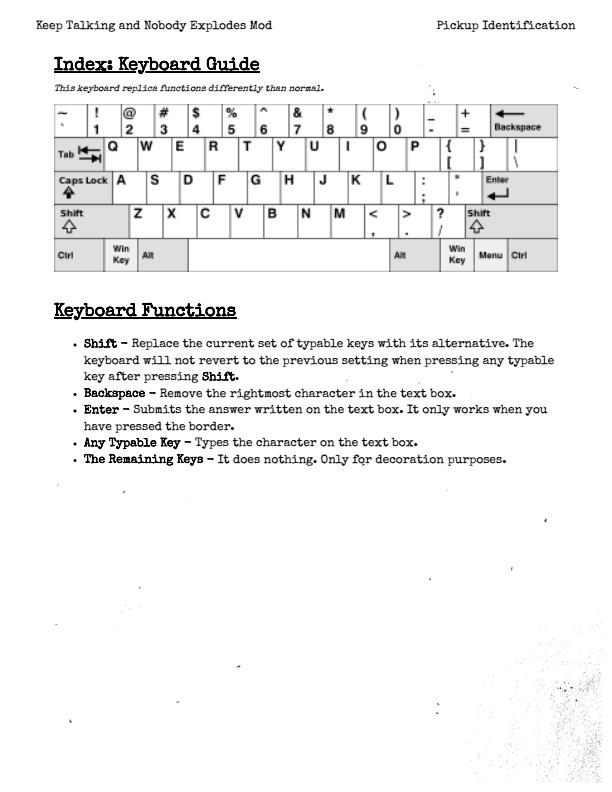 Keep Talking and Nobody Explodes Mod Pickup Identification
Index: Keyboard Guide
This keyboard replica functions differently than normal.
~ ! @ # $ % ^ & * ( ) _ + Backspace
` 1 2 3 4 5 6 7 8 9 0 - =
Tab Q W E R T Y U I O P { } |
[ ] \
Caps Lock A S D F G H J K L : " Enter
; '
Shift Z X C V B N M < > ? Shift
, . /
Ctrl Win Key Alt Alt Win Key Menu Ctrl
Keyboard Functions
• Shift – Replace the current set of typable keys with its alternative. The
keyboard will not revert to the previous setting when pressing any typable
key after pressing Shift.
• Backspace – Remove the rightmost character in the text box.
• Enter – Submits the answer written on the text box. It only works when you
have pressed the border.
• Any Typable Key – Types the character on the text box.
• The Remaining Keys – It does nothing. Only for decoration purposes.